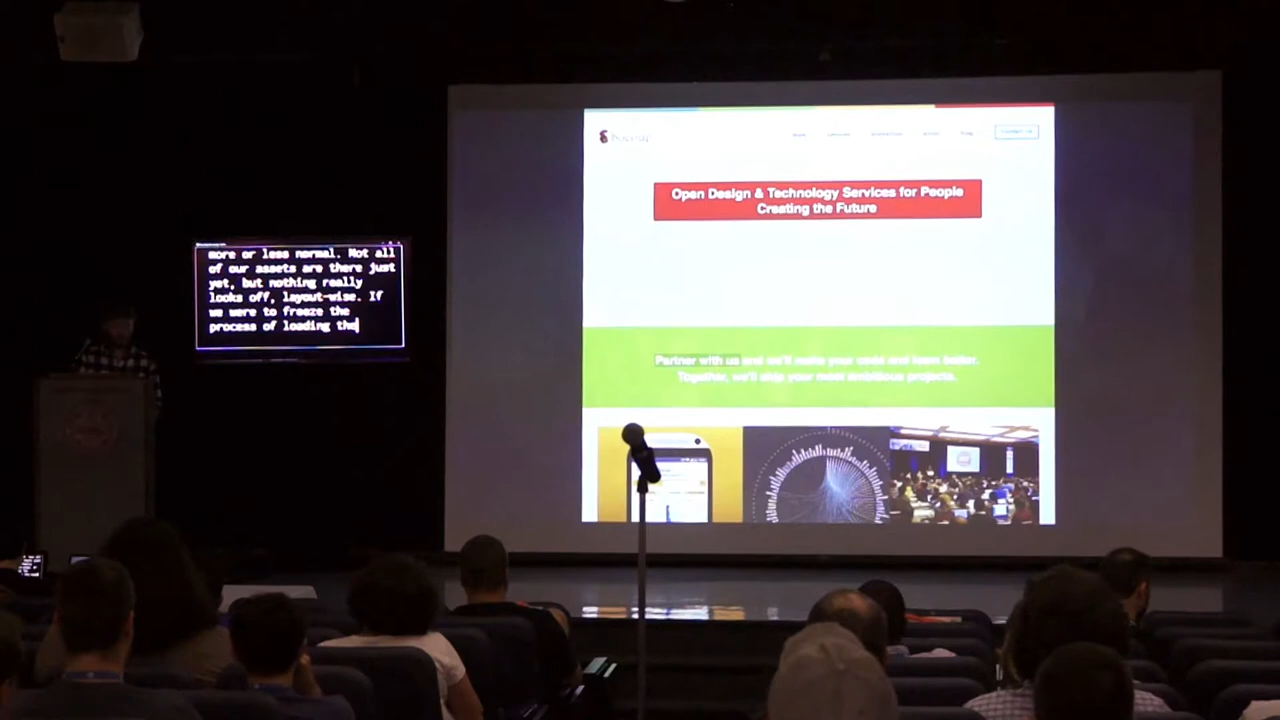 more or less normal. Not all
of our assets are there just
yet, but nothing really
looks off, layout-wise. If
we were to freeze the
process of loading the
Bocoup
Contact us
Open Design & Technology Services for People
Creating the Future
Partner with us and we'll make your code and team better.
Together, we'll ship your most ambitious projects.